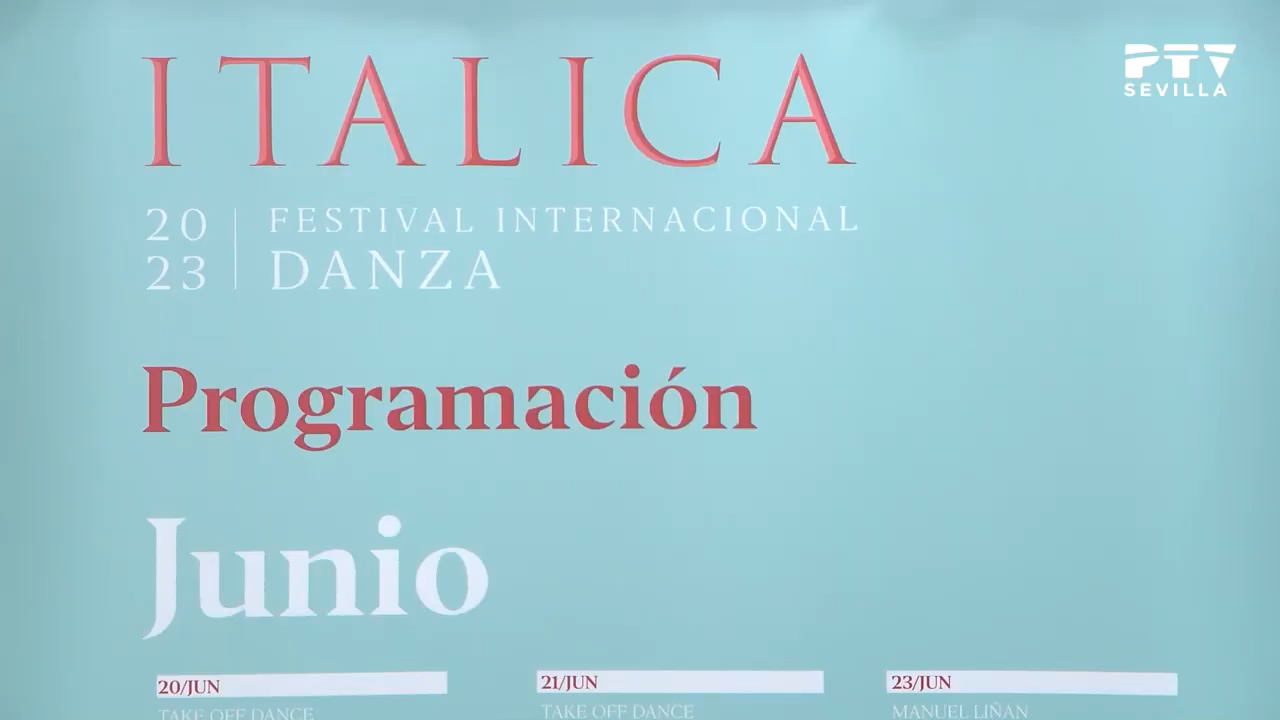 ITALICA
PTV
SEVILLA
20
23
FESTIVAL INTERNACIONAL
DANZA
Programación
Junio
20/JUN
21/JUN
23/JUN
TAKE OFF DANCE
TAKE OFF DANCE
MANUEL LIÑAN